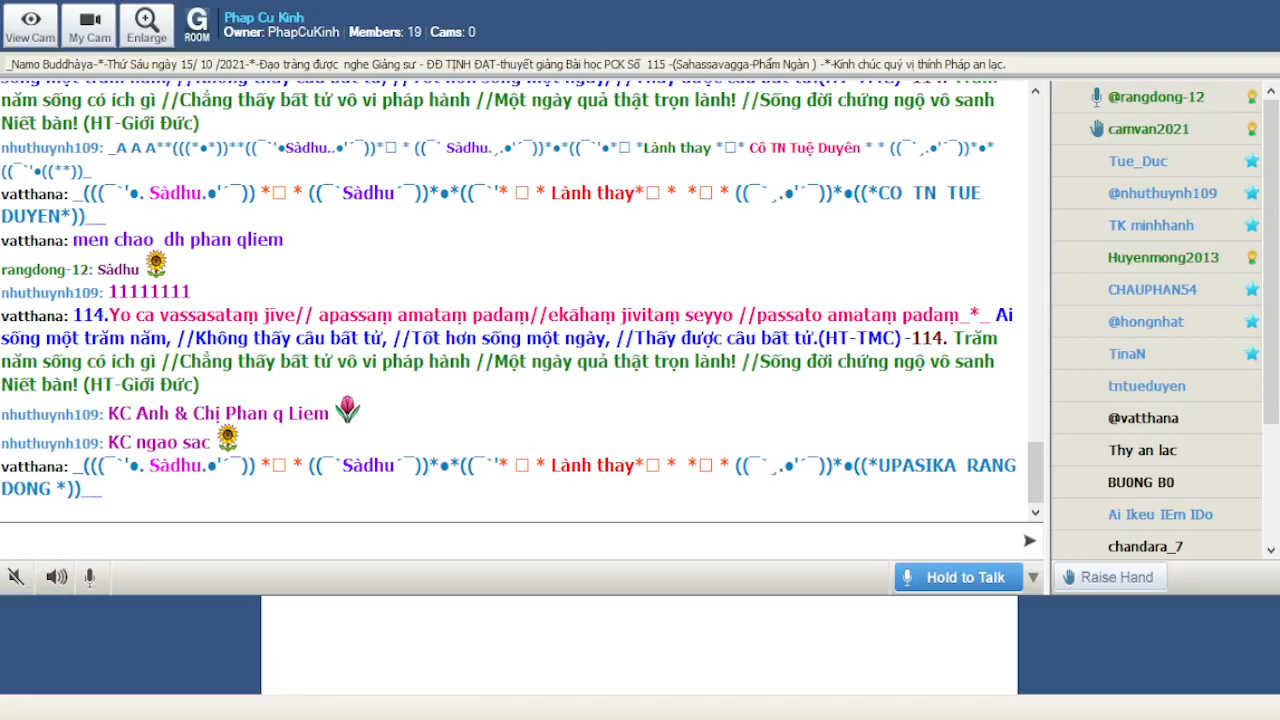 View Cam
My Cam
Enlarge
G
ROOM
Phap Cu Kinh
Owner: PhapCuKinh | Members: 19 | Cams: 0
_Namo Buddhàya-*-Thứ Sáu ngày 15/ 10 /2021-*-Đạo tràng được nghe Giảng sư - ĐĐ TỊNH ĐẠT-thuyết giảng Bài học PCK Số 115 -(Sahassavagga-Phẩm Ngàn ) -*-Kính chúc quý vị thính Pháp an lạc.
năm sống có ích gì //Chẳng thấy bất tử vô vi pháp hành //Một ngày quả thật trọn lành! //Sống đời chứng ngộ vô sanh
Niết bàn! (HT-Giới Đức)
nhuthuynh109: _A A A**(((*•*))**((¯`'•Sàdhu..•'´¯))*□ * ((¯` Sàdhu.¸.•'´¯))*•*((¯`'•*□ *Lành thay *□* Cô TN Tuệ Duyên * * ((¯`¸.•'´¯))*•*
((¯`'•((**))_
vatthana: _(((¯`'•. Sàdhu.•'´¯)) *□ * ((¯`Sàdhu´¯))*•*((¯`'* □ * Lành thay*□ * *□ * ((¯`¸.•'´¯))*•((*CO TN TUE
DUYEN*))__
vatthana: men chao dh phan qliem
rangdong-12: Sàdhu
nhuthuynh109: 11111111
vatthana: 114.Yo ca vassasataṃ jīve// apassaṃ amataṃ padaṃ//ekāhaṃ jīvitaṃ seyyo //passato amataṃ padaṃ_*_ Ai
sống một trăm năm, //Không thấy câu bất tử, //Tốt hơn sống một ngày, //Thấy được câu bất tử.(HT-TMC) -114. Trăm
năm sống có ích gì //Chẳng thấy bất tử vô vi pháp hành //Một ngày quả thật trọn lành! //Sống đời chứng ngộ vô sanh
Niết bàn! (HT-Giới Đức)
nhuthuynh109: KC Anh & Chị Phan q Liem
nhuthuynh109: KC ngao sac
vatthana: _(((¯`'•. Sàdhu.•'´¯)) *□ * ((¯`Sàdhu´¯))*•*((¯`'* □ * Lành thay*□ * *□ * ((¯`¸.•'´¯))*•((*UPASIKA RANG
DONG *))__
Hold to Talk
@rangdong-12
camvan2021
Tue_Duc
@nhuthuynh109
TK minhhanh
Huyenmong2013
CHAUPHAN54
@hongnhat
TinaN
tntueduyen
@vatthana
Thy an lac
BU0NG B0
Ai Ikeu IEm IDo
chandara_7
Raise Hand